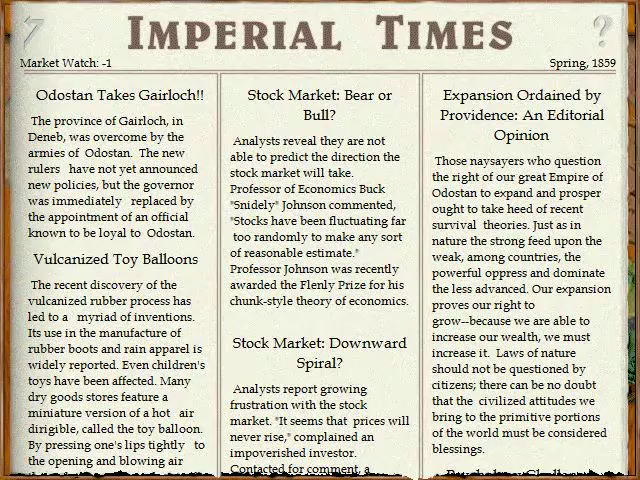 IMPERIAL TIMES
Market Watch: -1
Spring, 1859
Odostan Takes Gairloch!!
The province of Gairloch, in
Deneb, was overcome by the
armies of Odostan. The new
rulers have not yet announced
new policies, but the governor
was immediately replaced by
the appointment of an official
known to be loyal to Odostan.
Vulcanized Toy Balloons
The recent discovery of the
vulcanized rubber process has
led to a myriad of inventions.
Its use in the manufacture of
rubber boots and rain apparel is
widely reported. Even children's
toys have been affected. Many
dry goods stores feature a
miniature version of a hot air
dirigible, called the toy balloon.
By pressing one's lips tightly to
the opening and blowing air
Stock Market: Bear or
Bull?
Analysts reveal they are not
able to predict the direction the
stock market will take.
Professor of Economics Buck
"Snidely" Johnson commented,
"Stocks have been fluctuating far
too randomly to make any sort
of reasonable estimate."
Professor Johnson was recently
awarded the Flenly Prize for his
chunk-style theory of economics.
Stock Market: Downward
Spiral?
Analysts report growing
frustration with the stock
market. "It seems that prices will
never rise," complained an
impoverished investor.
Contacted for comment, a
Expansion Ordained by
Providence: An Editorial
Opinion
Those naysayers who question
the right of our great Empire of
Odostan to expand and prosper
ought to take heed of recent
survival theories. Just as in
nature the strong feed upon the
weak, among countries, the
powerful oppress and dominate
the less advanced. Our expansion
proves our right to
grow--because we are able to
increase our wealth, we must
increase it. Laws of nature
should not be questioned by
citizens; there can be no doubt
that the civilized attitudes we
bring to the primitive portions
of the world must be considered
blessings.